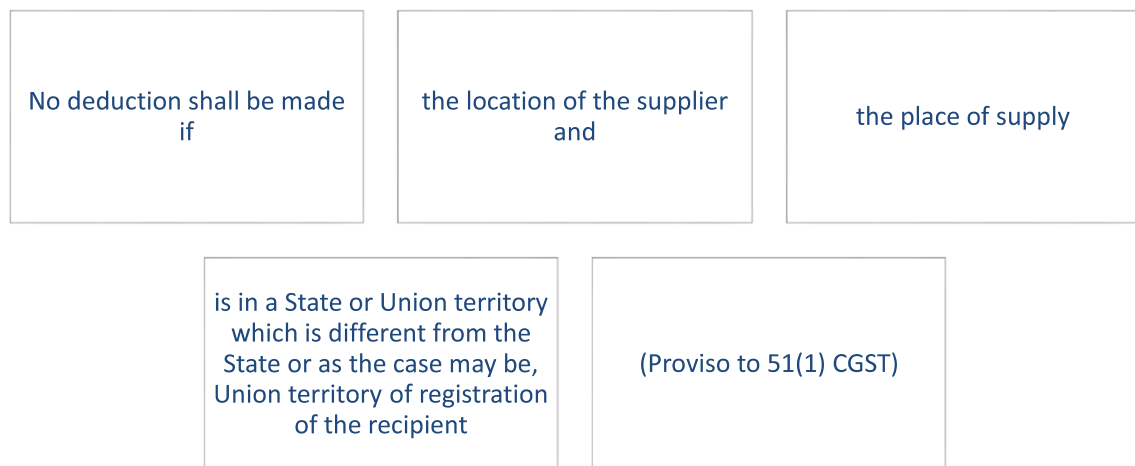 No deduction shall be made
if
the location of the supplier
and
the place of supply
is in a State or Union territory
which is different from the
State or as the case may be,
Union territory of registration
of the recipient
(Proviso to 51(1) CGST)